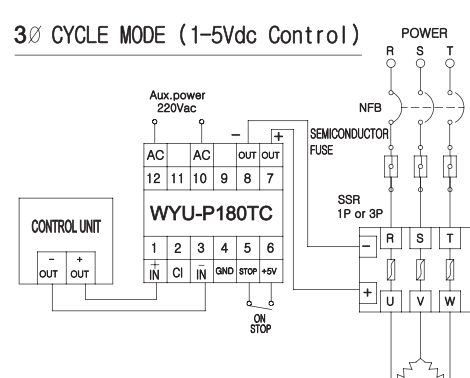 3Ø CYCLE MODE (1-5Vdc Control)
POWER
R S T
Aux.power
220Vac
NFB
SEMICONDUCTOR
FUSE
- +
AC AC OUT OUT
12 11 10 9 8 7
WYU-P180TC
1 2 3 4 5 6
+IN CI -IN GND STOP +5V
ON
STOP
CONTROL UNIT
- +
OUT OUT
SSR
1P or 3P
- R S T
+ U V W